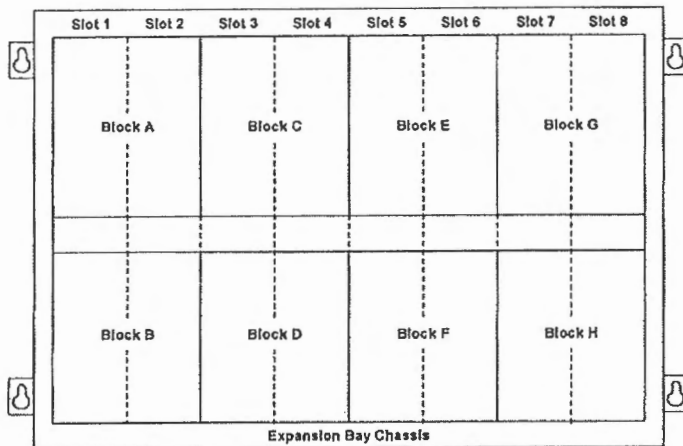 Slot 1 Slot 2 Slot 3 Slot 4 Slot 5 Slot 6 Slot 7 Slot 8
Block A Block C Block E Block G
Block B Block D Block F Block H
Expansion Bay Chassis